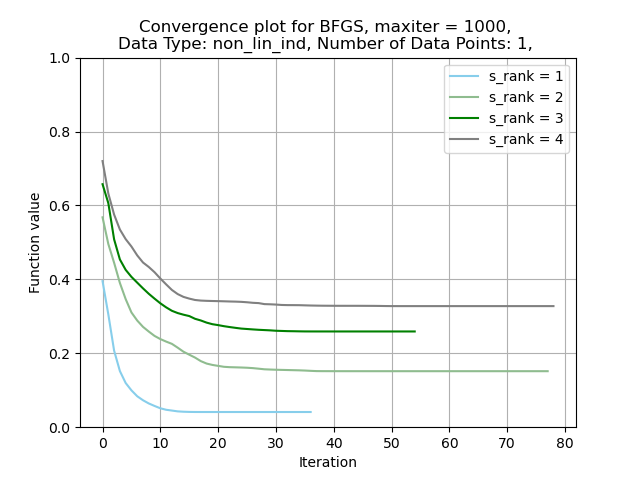 Convergence plot for BFGS, maxiter = 1000,
Data Type: non_lin_ind, Number of Data Points: 1,
1.0
0.8
0.6
0.4
0.2
0.0
Function value
s_rank = 1
s_rank = 2
s_rank = 3
s_rank = 4
0 10 20 30 40 50 60 70 80
Iteration